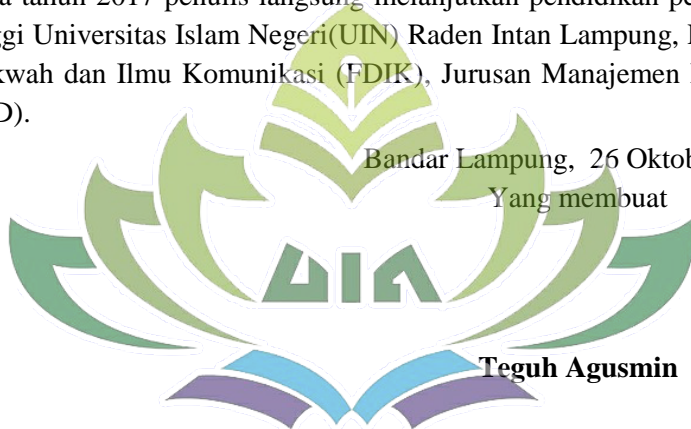 a tahun 2017 penulis langsung melanjutkan pendidikan pe
ggi Universitas Islam Negeri(UIN) Raden Intan Lampung,
kwah dan Ilmu Komunikasi (FDIK), Jurusan Manajemen
D).
Bandar Lampung, 26 Oktob
Yang membuat
UIN
Teguh Agusmin